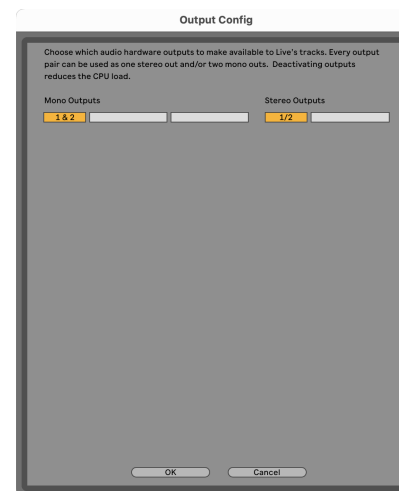 Output Config
Choose which audio hardware outputs to make available to Live's tracks. Every output
pair can be used as one stereo out and/or two mono outs. Deactivating outputs
reduces the CPU load.
Mono Outputs
Stereo Outputs
1 & 2
1/2
OK
Cancel